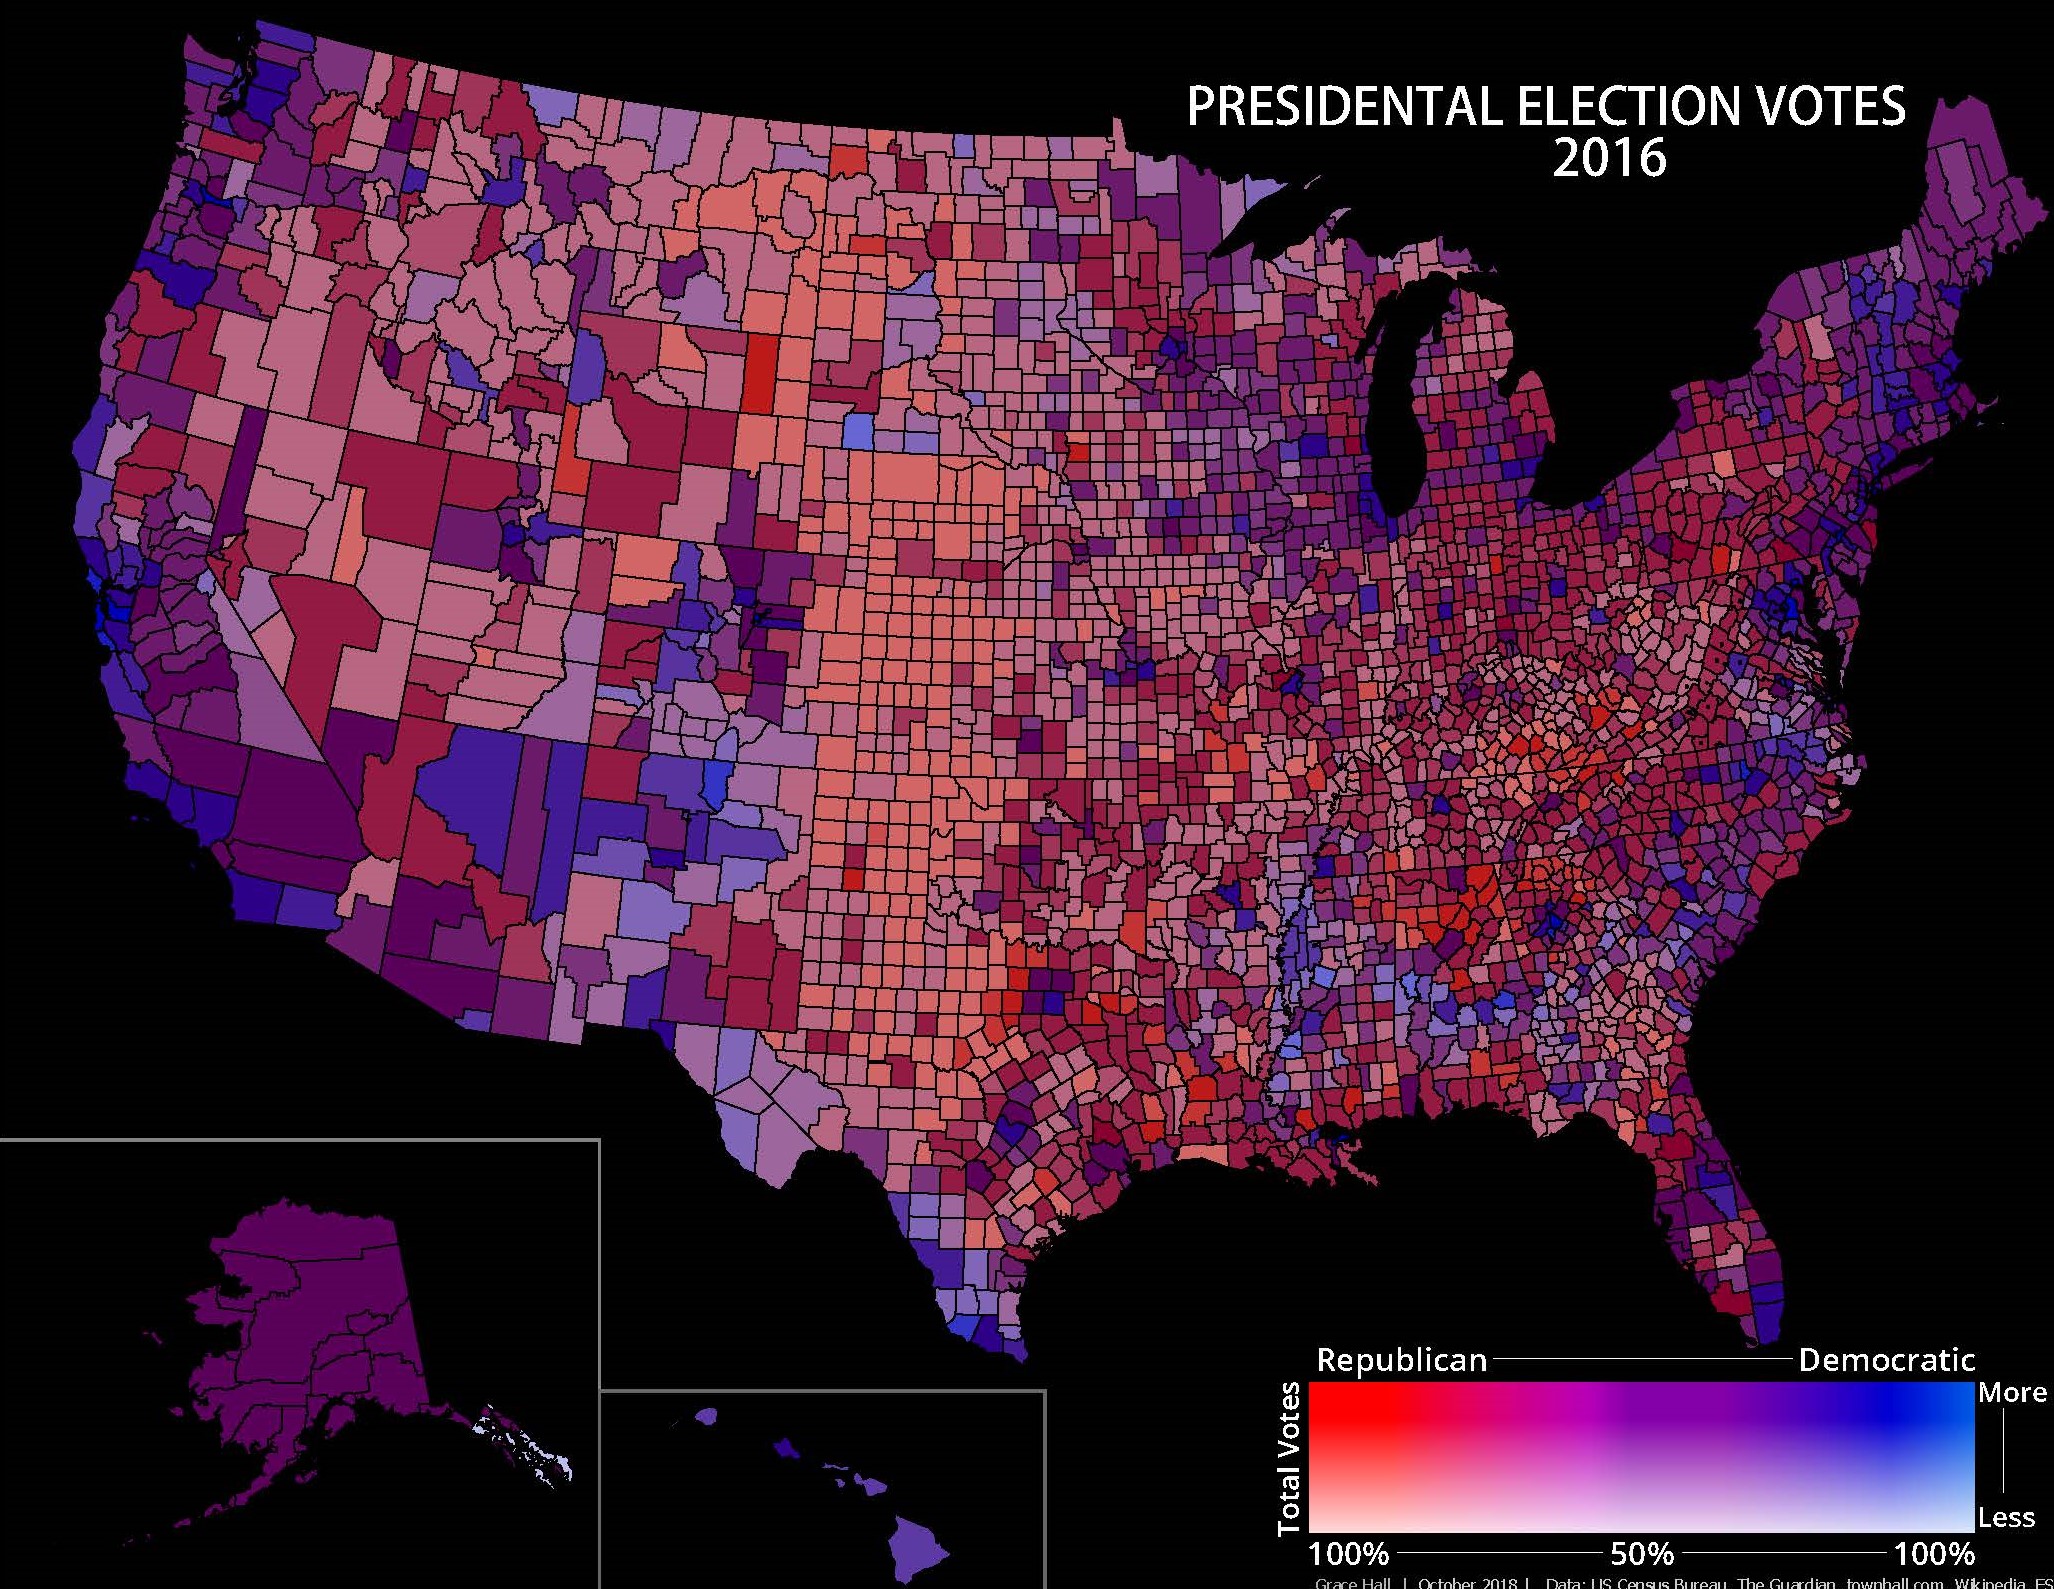 PRESIDENTAL ELECTION VOTES
2016
Republican
Democratic
Total Votes
More
Less
100%
50%
100%
Grace Hall | October 2018 | Data: US Census Bureau, The Guardian, townhall.com, Wikipedia,